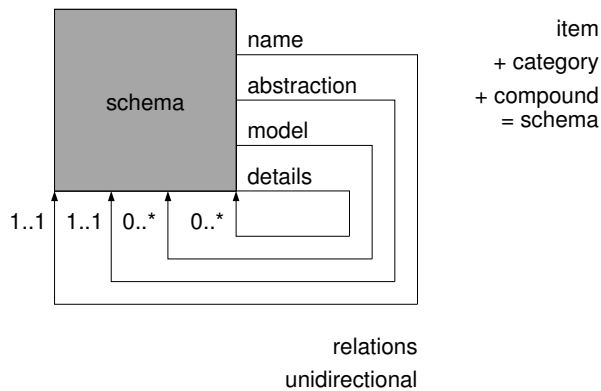 name
item
+ category
abstraction
+ compound
schema
= schema
model
details
1..1 1..1 0..* 0..*
relations
unidirectional